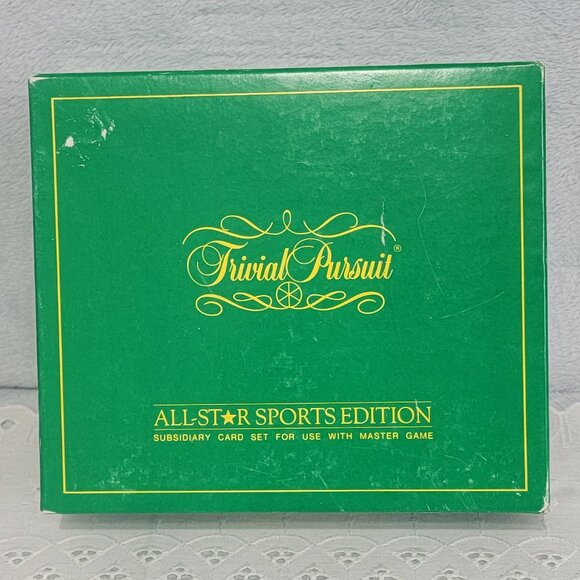 Trivial Pursuit®
ALL-ST★R SPORTS EDITION
SUBSIDIARY CARD SET FOR USE WITH MASTER GAME